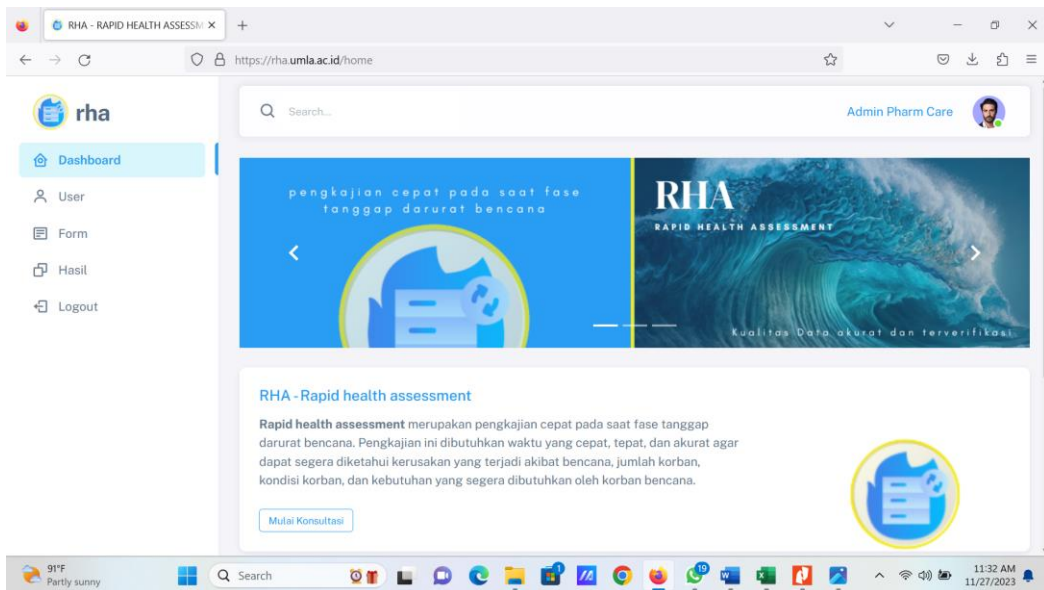 RHA - RAPID HEALTH ASSESSM
https://rha.umla.ac.id/home
rha
Search...
Admin Pharm Care
Dashboard
User
Form
Hasil
Logout
pengkajian cepat pada saat fase
tanggap darurat bencana
RHA
RAPID HEALTH ASSESSMENT
Kualitas Data akurat dan terverifikasi
RHA - Rapid health assessment
Rapid health assessment merupakan pengkajian cepat pada saat fase tanggap
darurat bencana. Pengkajian ini dibutuhkan waktu yang cepat, tepat, dan akurat agar
dapat segera diketahui kerusakan yang terjadi akibat bencana, jumlah korban,
kondisi korban, dan kebutuhan yang segera dibutuhkan oleh korban bencana.
Mulai Konsultasi
91°F
Partly sunny
Search
1
19
11:32 AM
11/27/2023